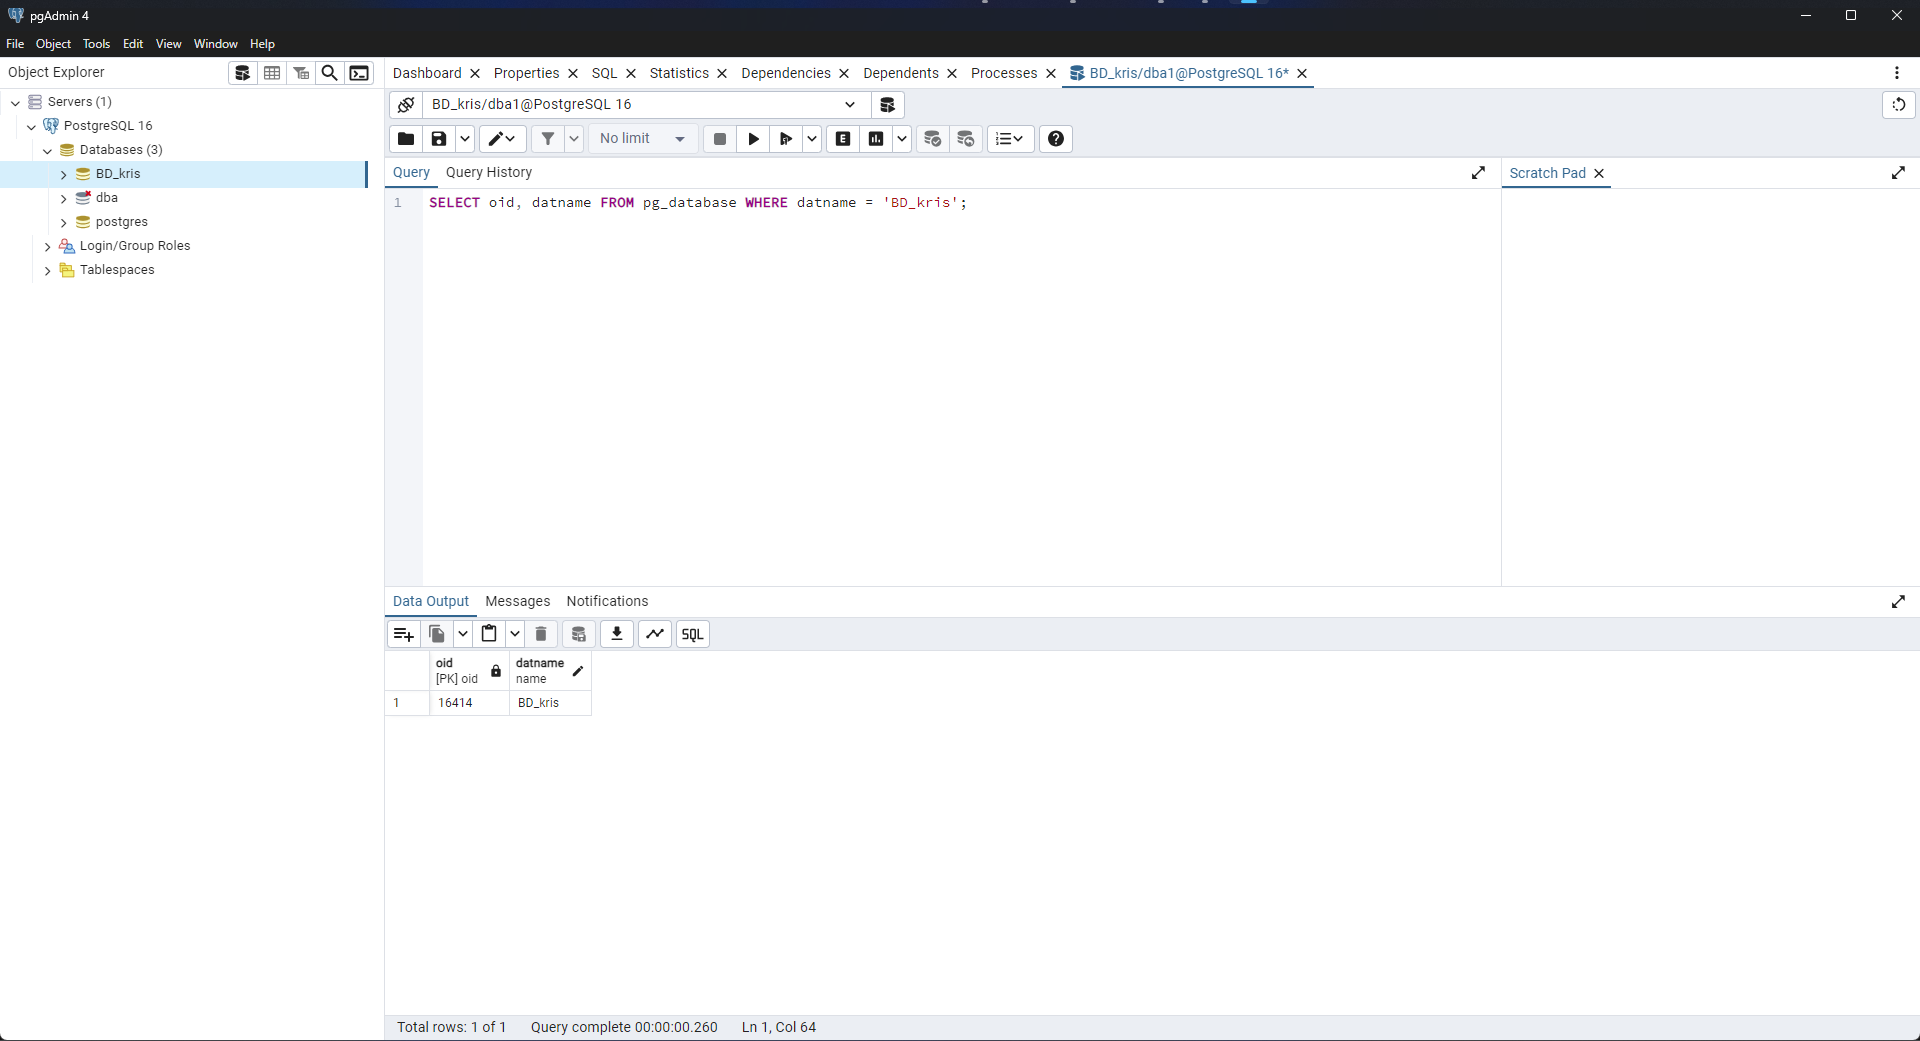 pgAdmin 4
File Object Tools Edit View Window Help
Object Explorer
Dashboard Properties SQL Statistics Dependencies Dependents Processes BD_kris/dba1@PostgreSQL 16*
Servers (1)
PostgreSQL 16
Databases (3)
BD_kris
dba
postgres
Login/Group Roles
Tablespaces
BD_kris/dba1@PostgreSQL 16
No limit
E
Query Query History
Scratch Pad
1 SELECT oid, datname FROM pg_database WHERE datname = 'BD_kris';
Data Output Messages Notifications
SQL
oid datname
[PK] oid name
1 16414 BD_kris
Total rows: 1 of 1 Query complete 00:00:00.260 Ln 1, Col 64